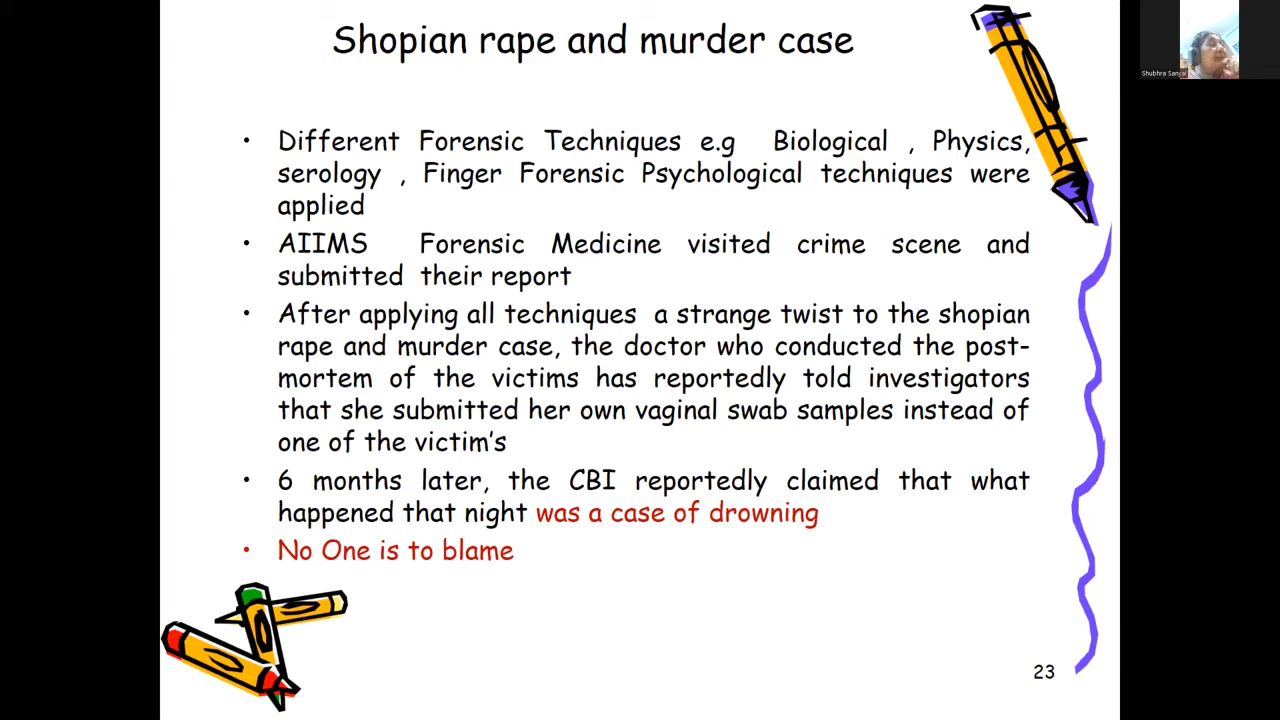 Shopian rape and murder case
Shubhra Sanyal
• Different Forensic Techniques e.g Biological , Physics,
serology , Finger Forensic Psychological techniques were
applied
• AIIMS Forensic Medicine visited crime scene and
submitted their report
• After applying all techniques a strange twist to the shopian
rape and murder case, the doctor who conducted the post-
mortem of the victims has reportedly told investigators
that she submitted her own vaginal swab samples instead of
one of the victim's
• 6 months later, the CBI reportedly claimed that what
happened that night was a case of drowning
• No One is to blame
23